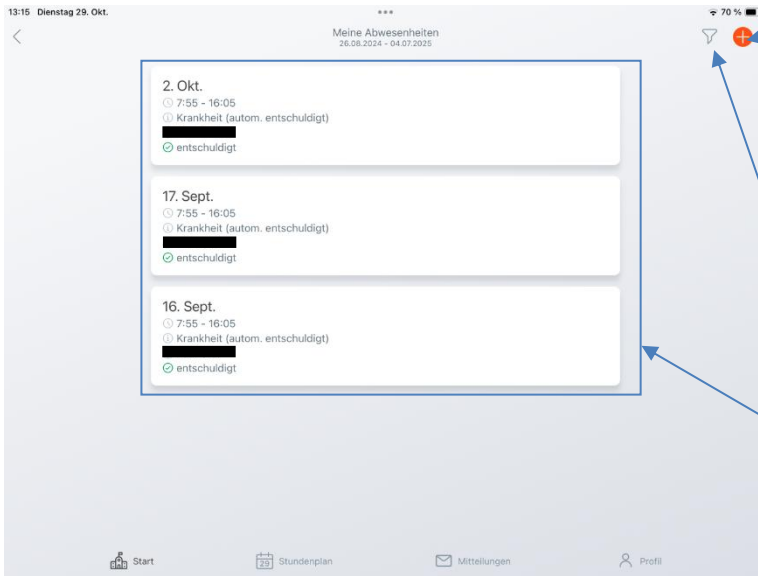 13:15 Dienstag 29. Okt.
70 %
Meine Abwesenheiten
26.08.2024 - 04.07.2025
2. Okt.
7:55 - 16:05
Krankheit (autom. entschuldigt)
entschuldigt
17. Sept.
7:55 - 16:05
Krankheit (autom. entschuldigt)
entschuldigt
16. Sept.
7:55 - 16:05
Krankheit (autom. entschuldigt)
entschuldigt
Start
29 Stundenplan
Mitteilungen
Profil